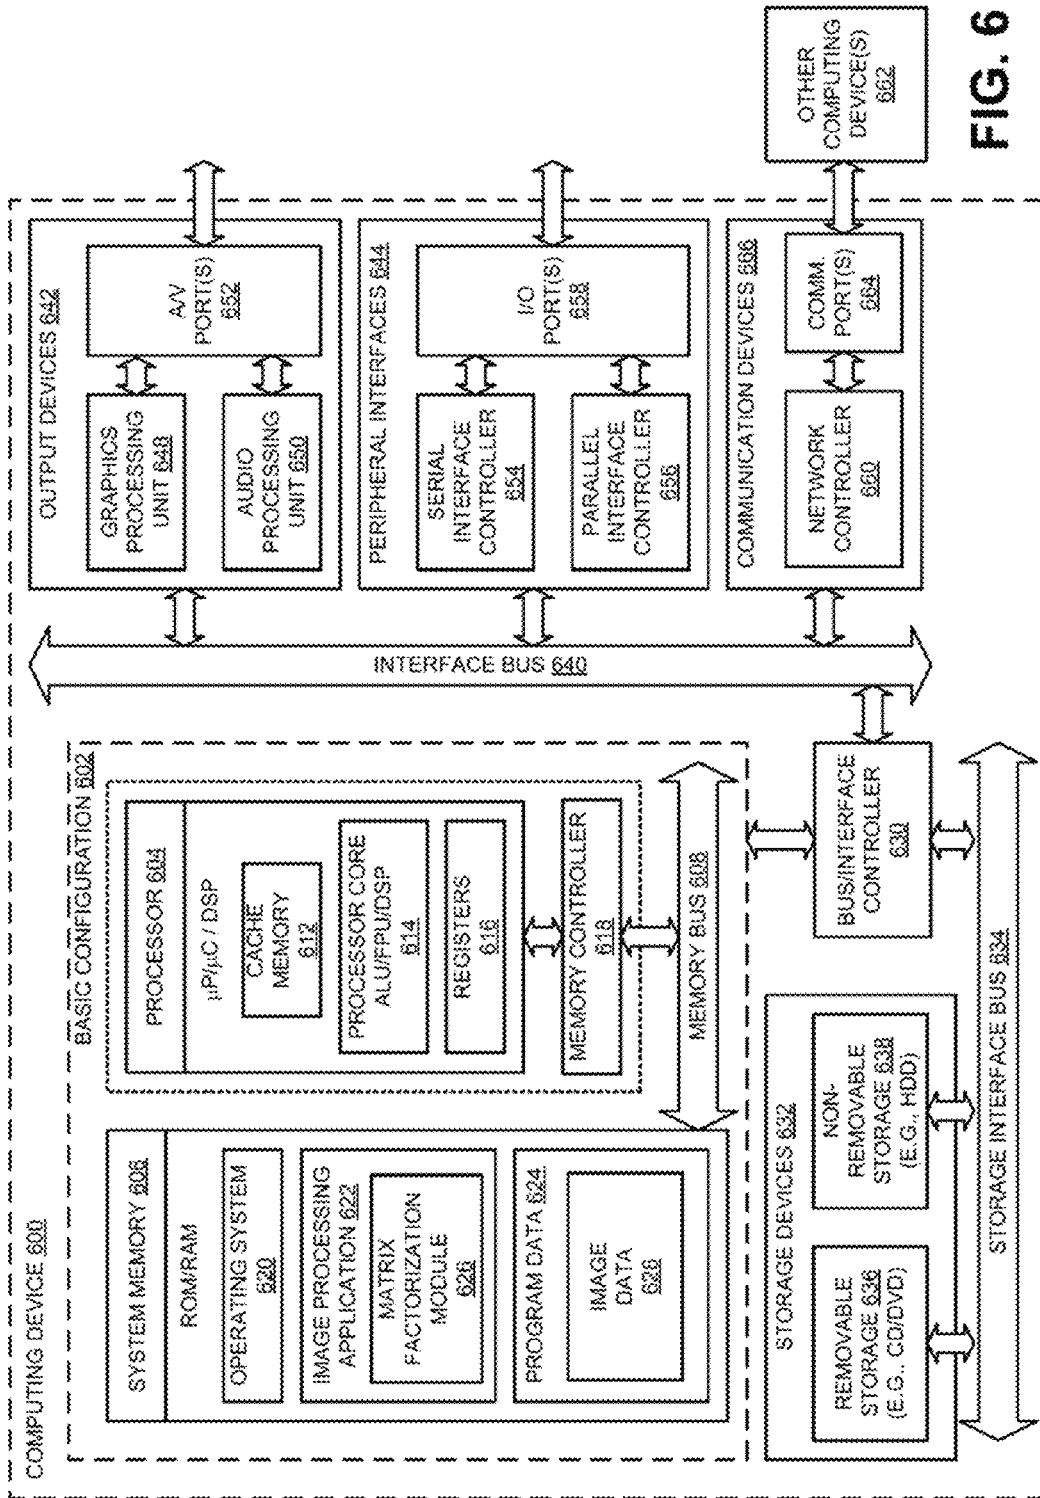 COMPUTING DEVICE 600
BASIC CONFIGURATION 602
SYSTEM MEMORY 606
ROM/RAM
OPERATING SYSTEM
620
IMAGE PROCESSING
APPLICATION 622
MATRIX
FACTORIZATION
MODULE
626
PROGRAM DATA 624
IMAGE
DATA
628
PROCESSOR 604
µP/µC / DSP
CACHE
MEMORY
612
PROCESSOR CORE
ALU/FPU/DSP
614
REGISTERS
616
MEMORY CONTROLLER
618
MEMORY BUS 608
STORAGE DEVICES 632
REMOVABLE
STORAGE 636
(E.G., CD/DVD)
NON-
REMOVABLE
STORAGE 638
(E.G., HDD)
BUS/INTERFACE
CONTROLLER
630
STORAGE INTERFACE BUS 634
INTERFACE BUS 640
OUTPUT DEVICES 642
GRAPHICS
PROCESSING
UNIT 648
AUDIO
PROCESSING
UNIT 650
A/V
PORT(S)
652
PERIPHERAL INTERFACES 644
SERIAL
INTERFACE
CONTROLLER
654
PARALLEL
INTERFACE
CONTROLLER
656
I/O
PORT(S)
658
COMMUNICATION DEVICES 666
NETWORK
CONTROLLER
660
COMM.
PORT(S)
664
OTHER
COMPUTING
DEVICE(S)
662
FIG. 6